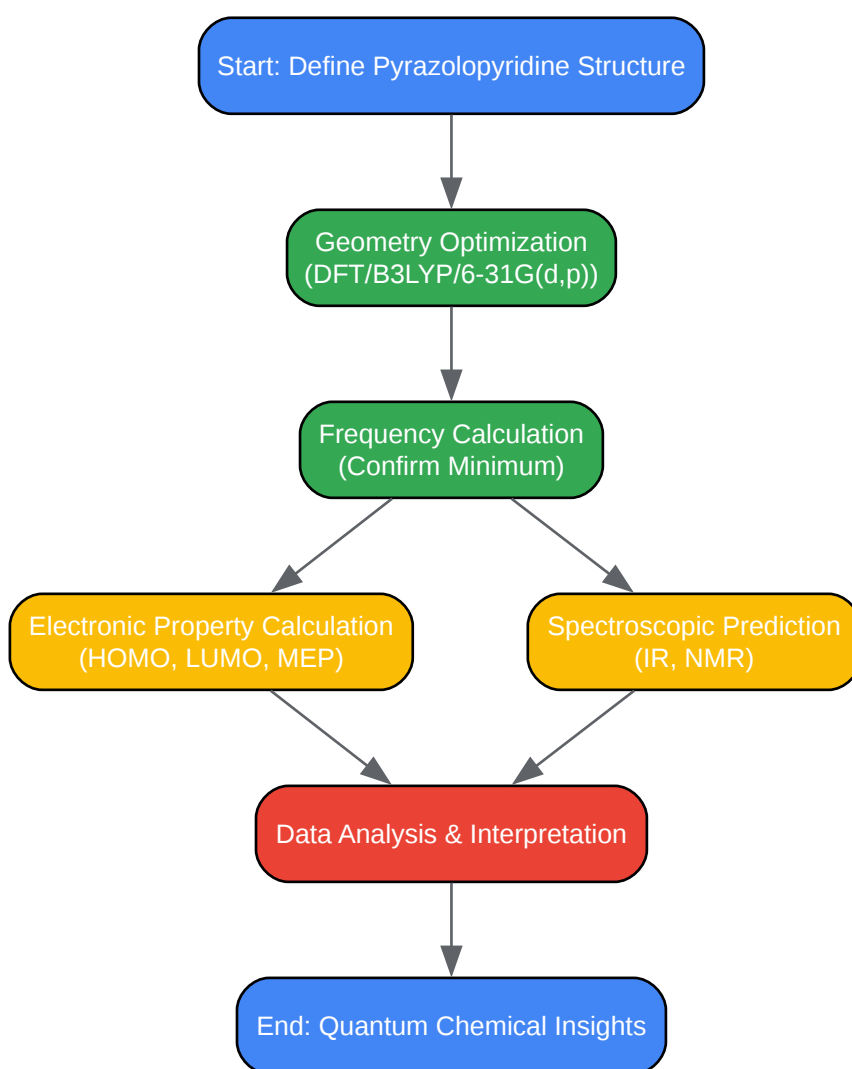 Start: Define Pyrazolopyridine Structure
Geometry Optimization
(DFT/B3LYP/6-31G(d,p))
Frequency Calculation
(Confirm Minimum)
Electronic Property Calculation
(HOMO, LUMO, MEP)
Spectroscopic Prediction
(IR, NMR)
Data Analysis & Interpretation
End: Quantum Chemical Insights